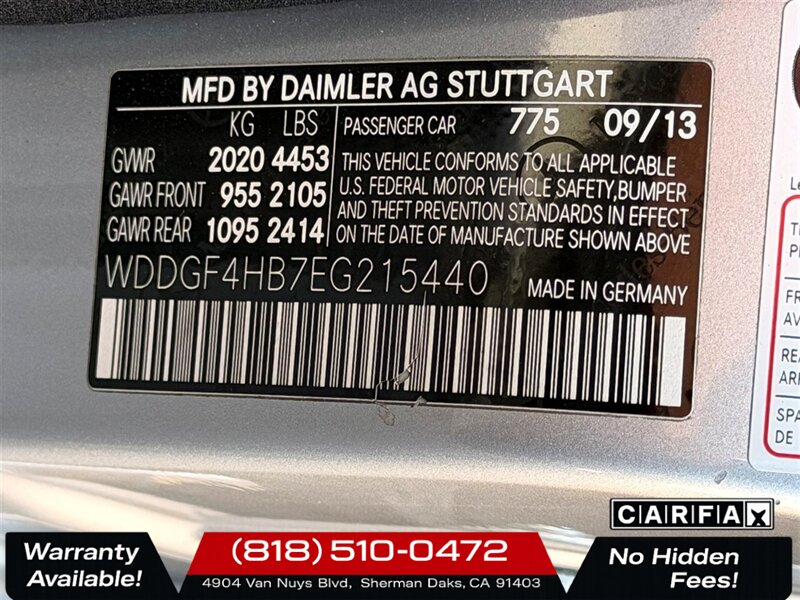 MFD BY DAIMLER AG STUTTGART
KG LBS
GVWR 2020 4453
GAWR FRONT 955 2105
GAWR REAR 1095 2414
PASSENGER CAR 775 09/13
THIS VEHICLE CONFORMS TO ALL APPLICABLE
U.S. FEDERAL MOTOR VEHICLE SAFETY,BUMPER
AND THEFT PREVENTION STANDARDS IN EFFECT
ON THE DATE OF MANUFACTURE SHOWN ABOVE
WDDGF4HB7EG215440
MADE IN GERMANY
CARFAX
Warranty
Available!
(818) 510-0472
4904 Van Nuys Blvd, Sherman Daks, CA 91403
No Hidden
Fees!